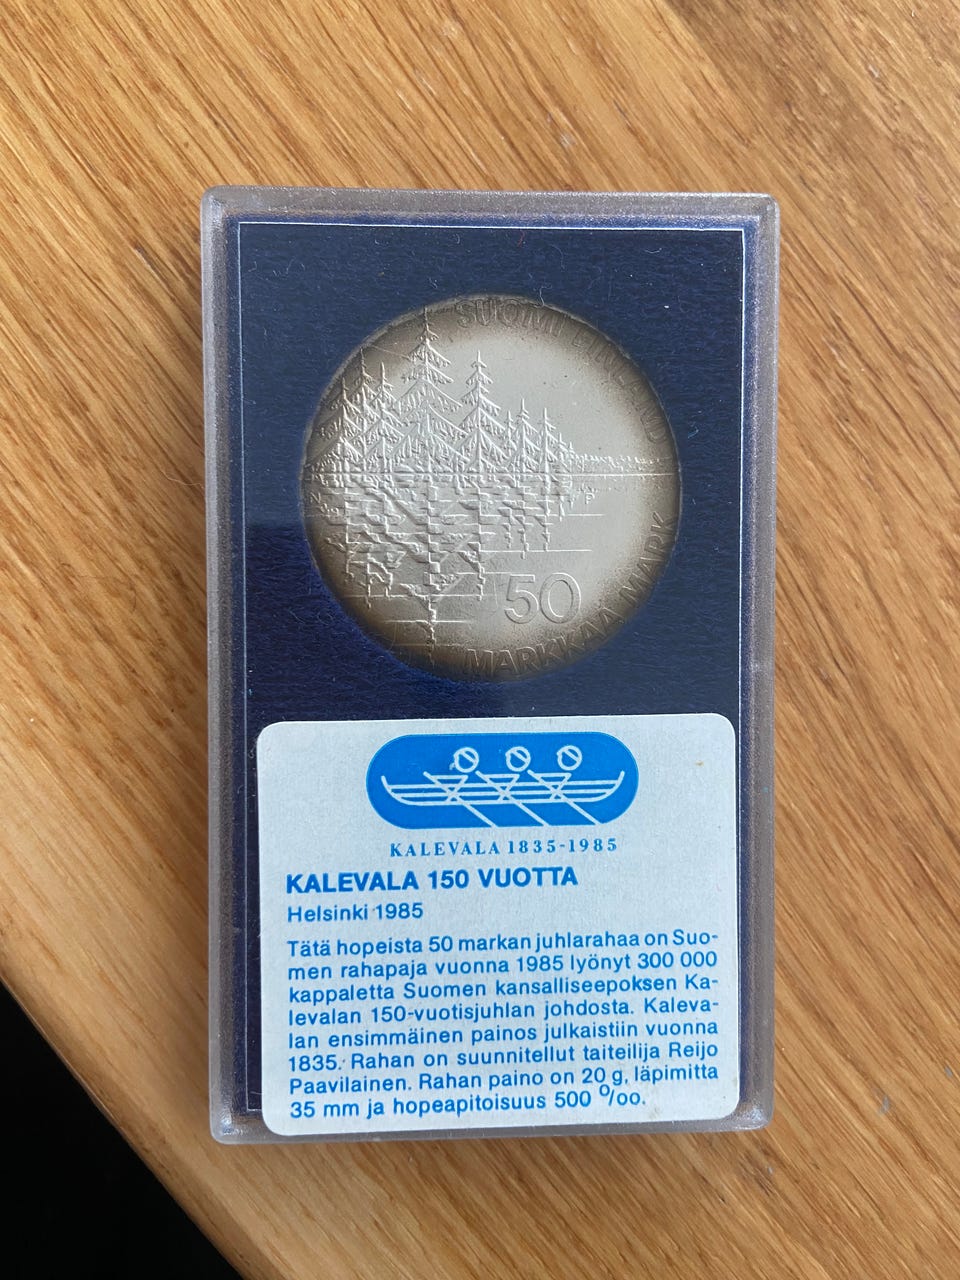 SUOMI FINLAND
50
MARKKAA MARK
KALEVALA 1835-1985
KALEVALA 150 VUOTTA
Helsinki 1985
Tätä hopeista 50 markan juhlarahaa on Suo-
men rahapaja vuonna 1985 lyönyt 300 000
kappaletta Suomen kansalliseepoksen Ka-
levalan 150-vuotisjuhlan johdosta. Kaleva-
lan ensimmäinen painos julkaistiin vuonna
1835. Rahan on suunnitellut taiteilija Reijo
Paavilainen. Rahan paino on 20 g, läpimitta
35 mm ja hopeapitoisuus 500 ⁰/oo.